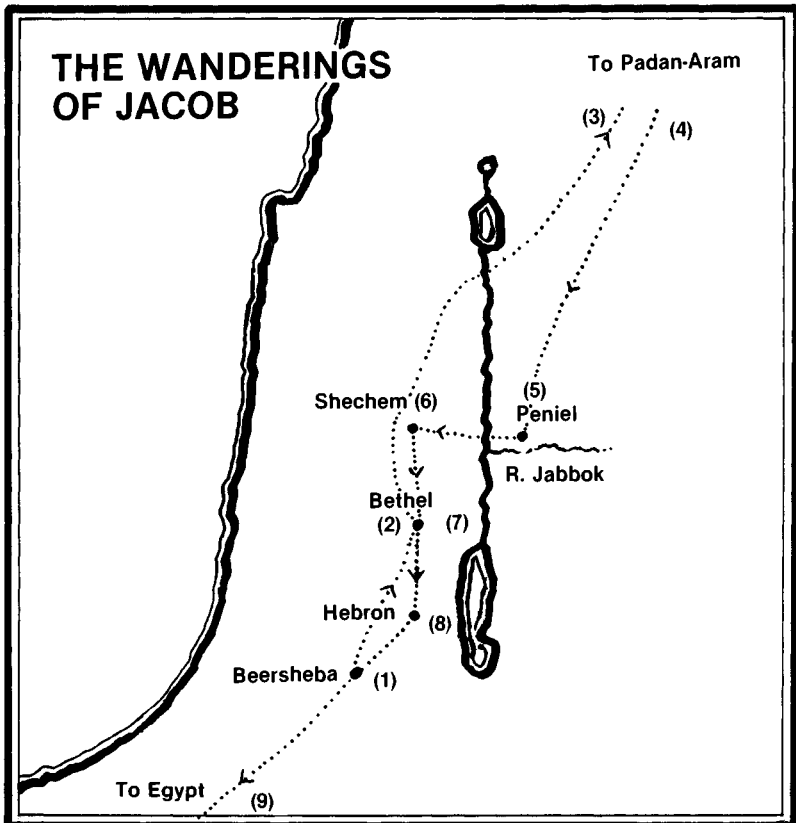 THE WANDERINGS
OF JACOB
To Padan-Aram
(3)
(4)
(5)
Shechem (6)
Peniel
R. Jabbok
Bethel
(2) (7)
Hebron
(8)
Beersheba (1)
To Egypt
(9)